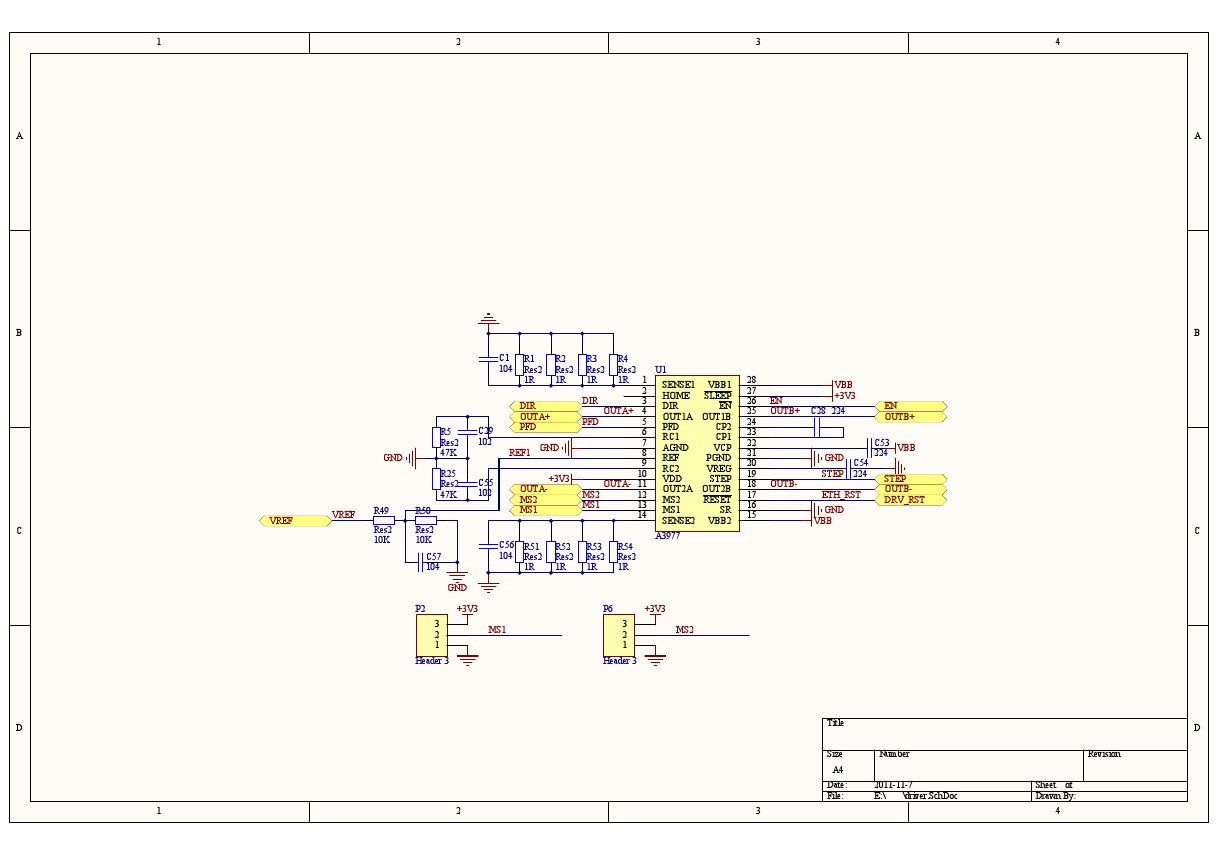 1 2 3 4
A A
B B
C C
D D
1 2 3 4
C1
104
R1
Res2
1R
R2
Res2
1R
R3
Res2
1R
R4
Res2
1R
U1
1 SENSE1 VBB1 28 VBB
2 HOME SLEEP 27 +3V3
DIR DIR 3 DIR EN 26 EN EN
OUTA+ OUTA+ 4 OUT1A OUT1B 25 OUTB+ OUTB+
PFD PFD 5 PFD CP2 24 C28 224
6 RC1 CP1 23
GND 7 AGND VCP 22 C53 224 VBB
REF1 8 REF PGND 21 GND
9 RC2 VREG 20 C54 224
+3V3 10 VDD STEP 19 STEP STEP
OUTA- OUTA- 11 OUT2A OUT2B 18 OUTB- OUTB-
MS2 MS2 12 MS2 RESET 17 ETH_RST DRV_RST
MS1 MS1 13 MS1 SR 16 GND
14 SENSE2 VBB2 15 VBB
A3977
R5
Res2
47K
C29
102
GND
R25
Res2
47K
C55
102
VREF VREF
R49
Res2
10K
R50
Res2
10K
C57
104
GND
C56
104
R51
Res2
1R
R52
Res2
1R
R53
Res2
1R
R54
Res2
1R
P2 +3V3
3
2 MS1
1
Header 3
P6 +3V3
3
2 MS2
1
Header 3
Title
Size Number Revision
A4
Date: 2011-11-7 Sheet of
File: E:\ \driver.SchDoc Drawn By: